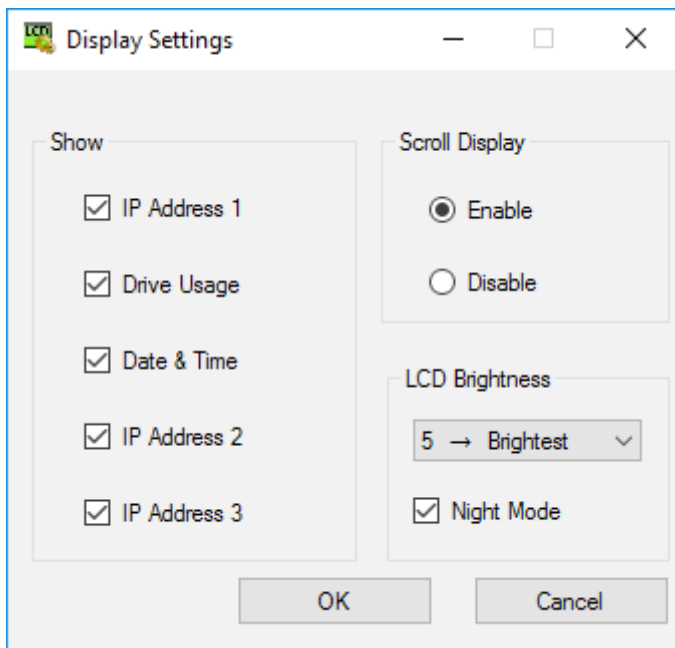 LCD
Display Settings
Show
IP Address 1
Drive Usage
Date & Time
IP Address 2
IP Address 3
Scroll Display
Enable
Disable
LCD Brightness
5 → Brightest
Night Mode
OK
Cancel